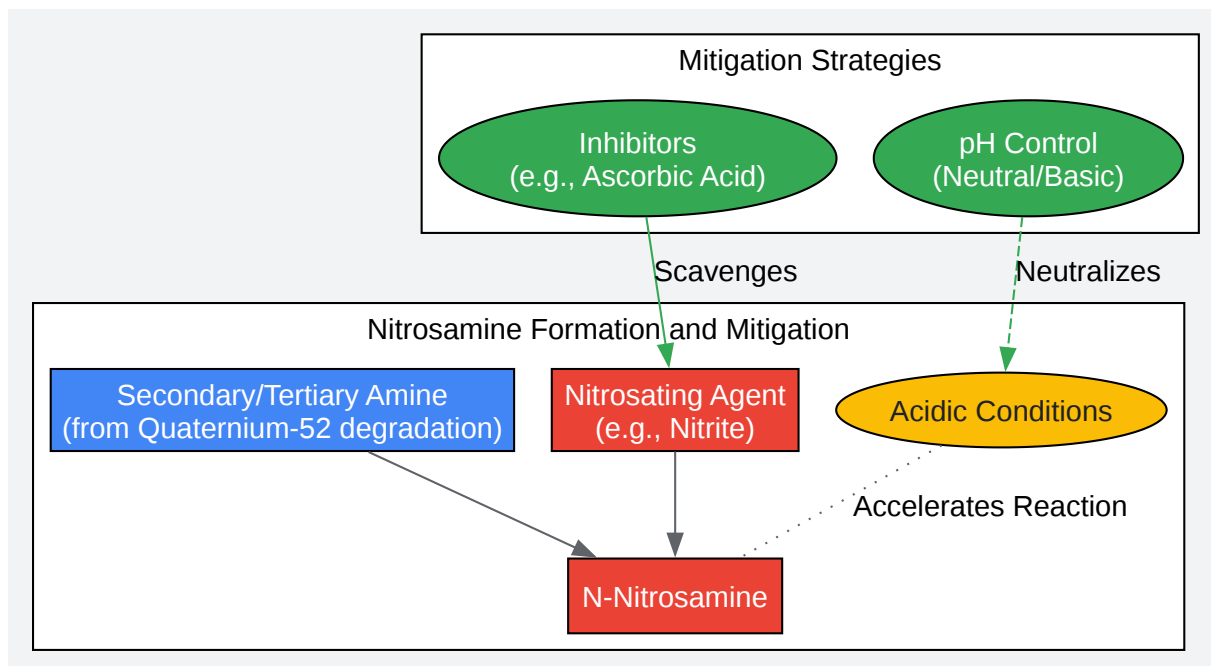 Mitigation Strategies
Inhibitors
(e.g., Ascorbic Acid)
pH Control
(Neutral/Basic)
Scavenges
Neutralizes
Nitrosamine Formation and Mitigation
Secondary/Tertiary Amine
(from Quaternium-52 degradation)
Nitrosating Agent
(e.g., Nitrite)
Acidic Conditions
Accelerates Reaction
N-Nitrosamine